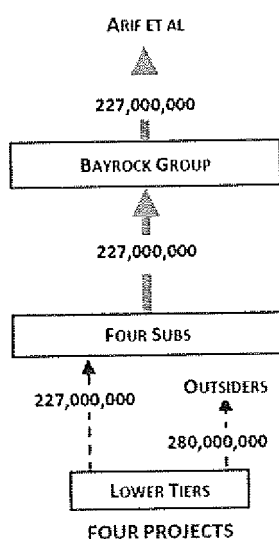 ARIF ET AL
227,000,000
BAYROCK GROUP
227,000,000
FOUR SUBS
227,000,000
OUTSIDERS
280,000,000
LOWER TIERS
FOUR PROJECTS